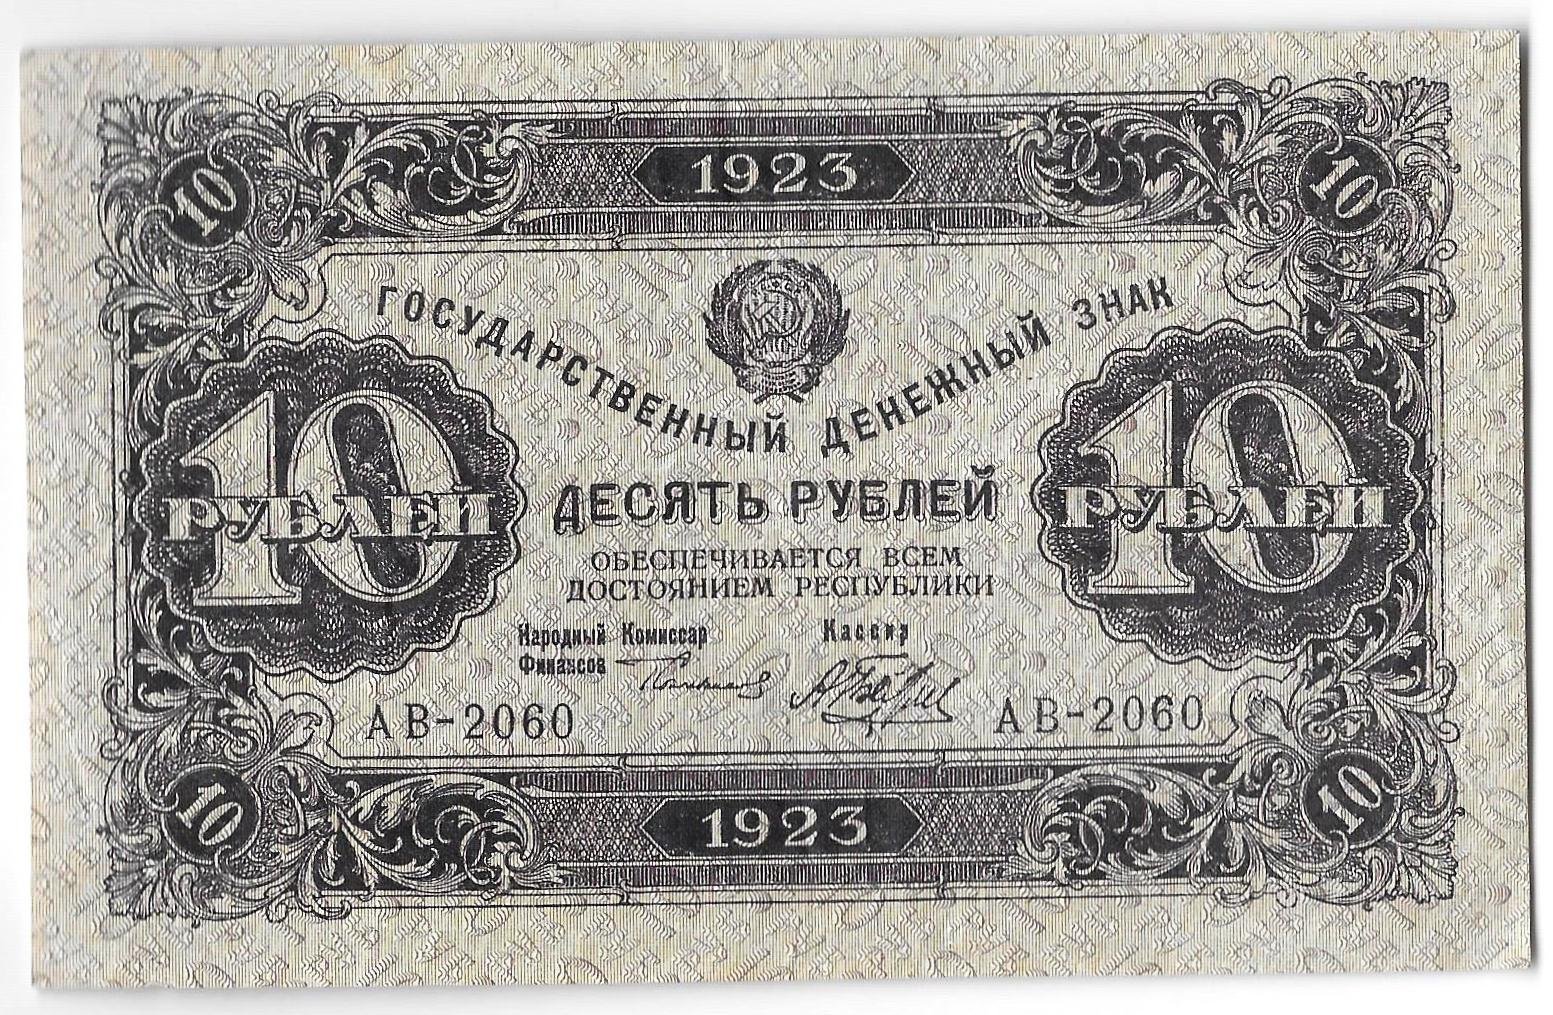 1923
10 10
ГОСУДАРСТВЕННЫЙ ДЕНЕЖНЫЙ ЗНАК
10 РУБЛЕЙ
10 РУБЛЕЙ
ДЕСЯТЬ РУБЛЕЙ
ОБЕСПЕЧИВАЕТСЯ ВСЕМ
ДОСТОЯНИЕМ РЕСПУБЛИКИ
Народный Комиссар
Финансов
Кассир
АВ-2060 АВ-2060
10 10
1923